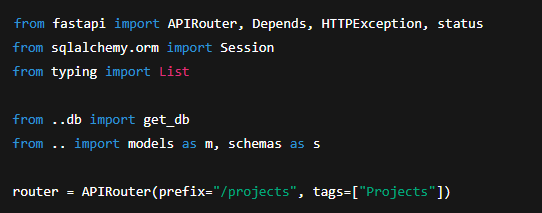 from fastapi import APIRouter, Depends, HTTPException, status
from sqlalchemy.orm import Session
from typing import List
from ..db import get_db
from .. import models as m, schemas as s
router = APIRouter(prefix="/projects", tags=["Projects"])